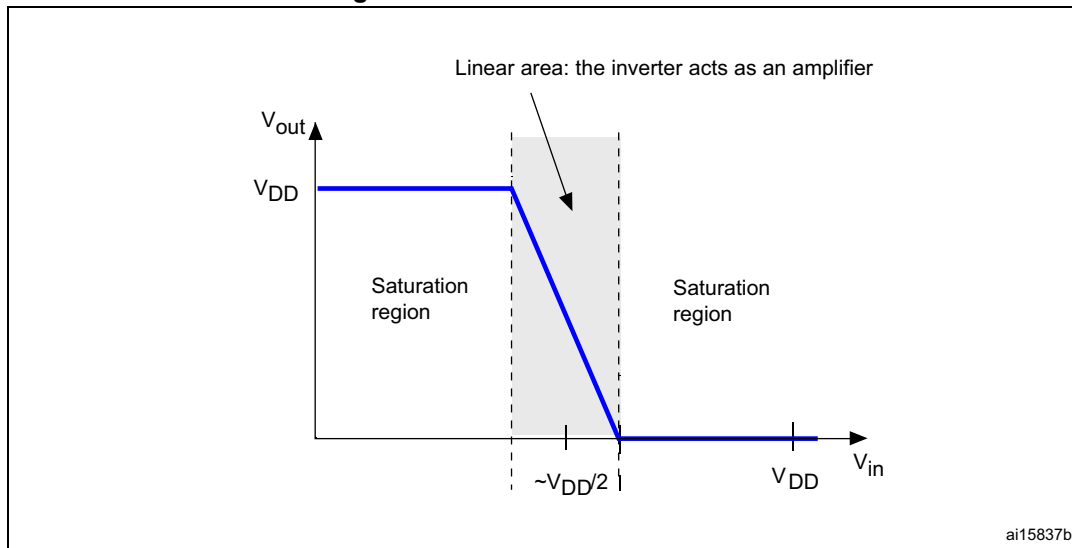 Linear area: the inverter acts as an amplifier
Vout
VDD
Saturation
region
Saturation
region
~VDD/2
VDD
Vin
ai15837b